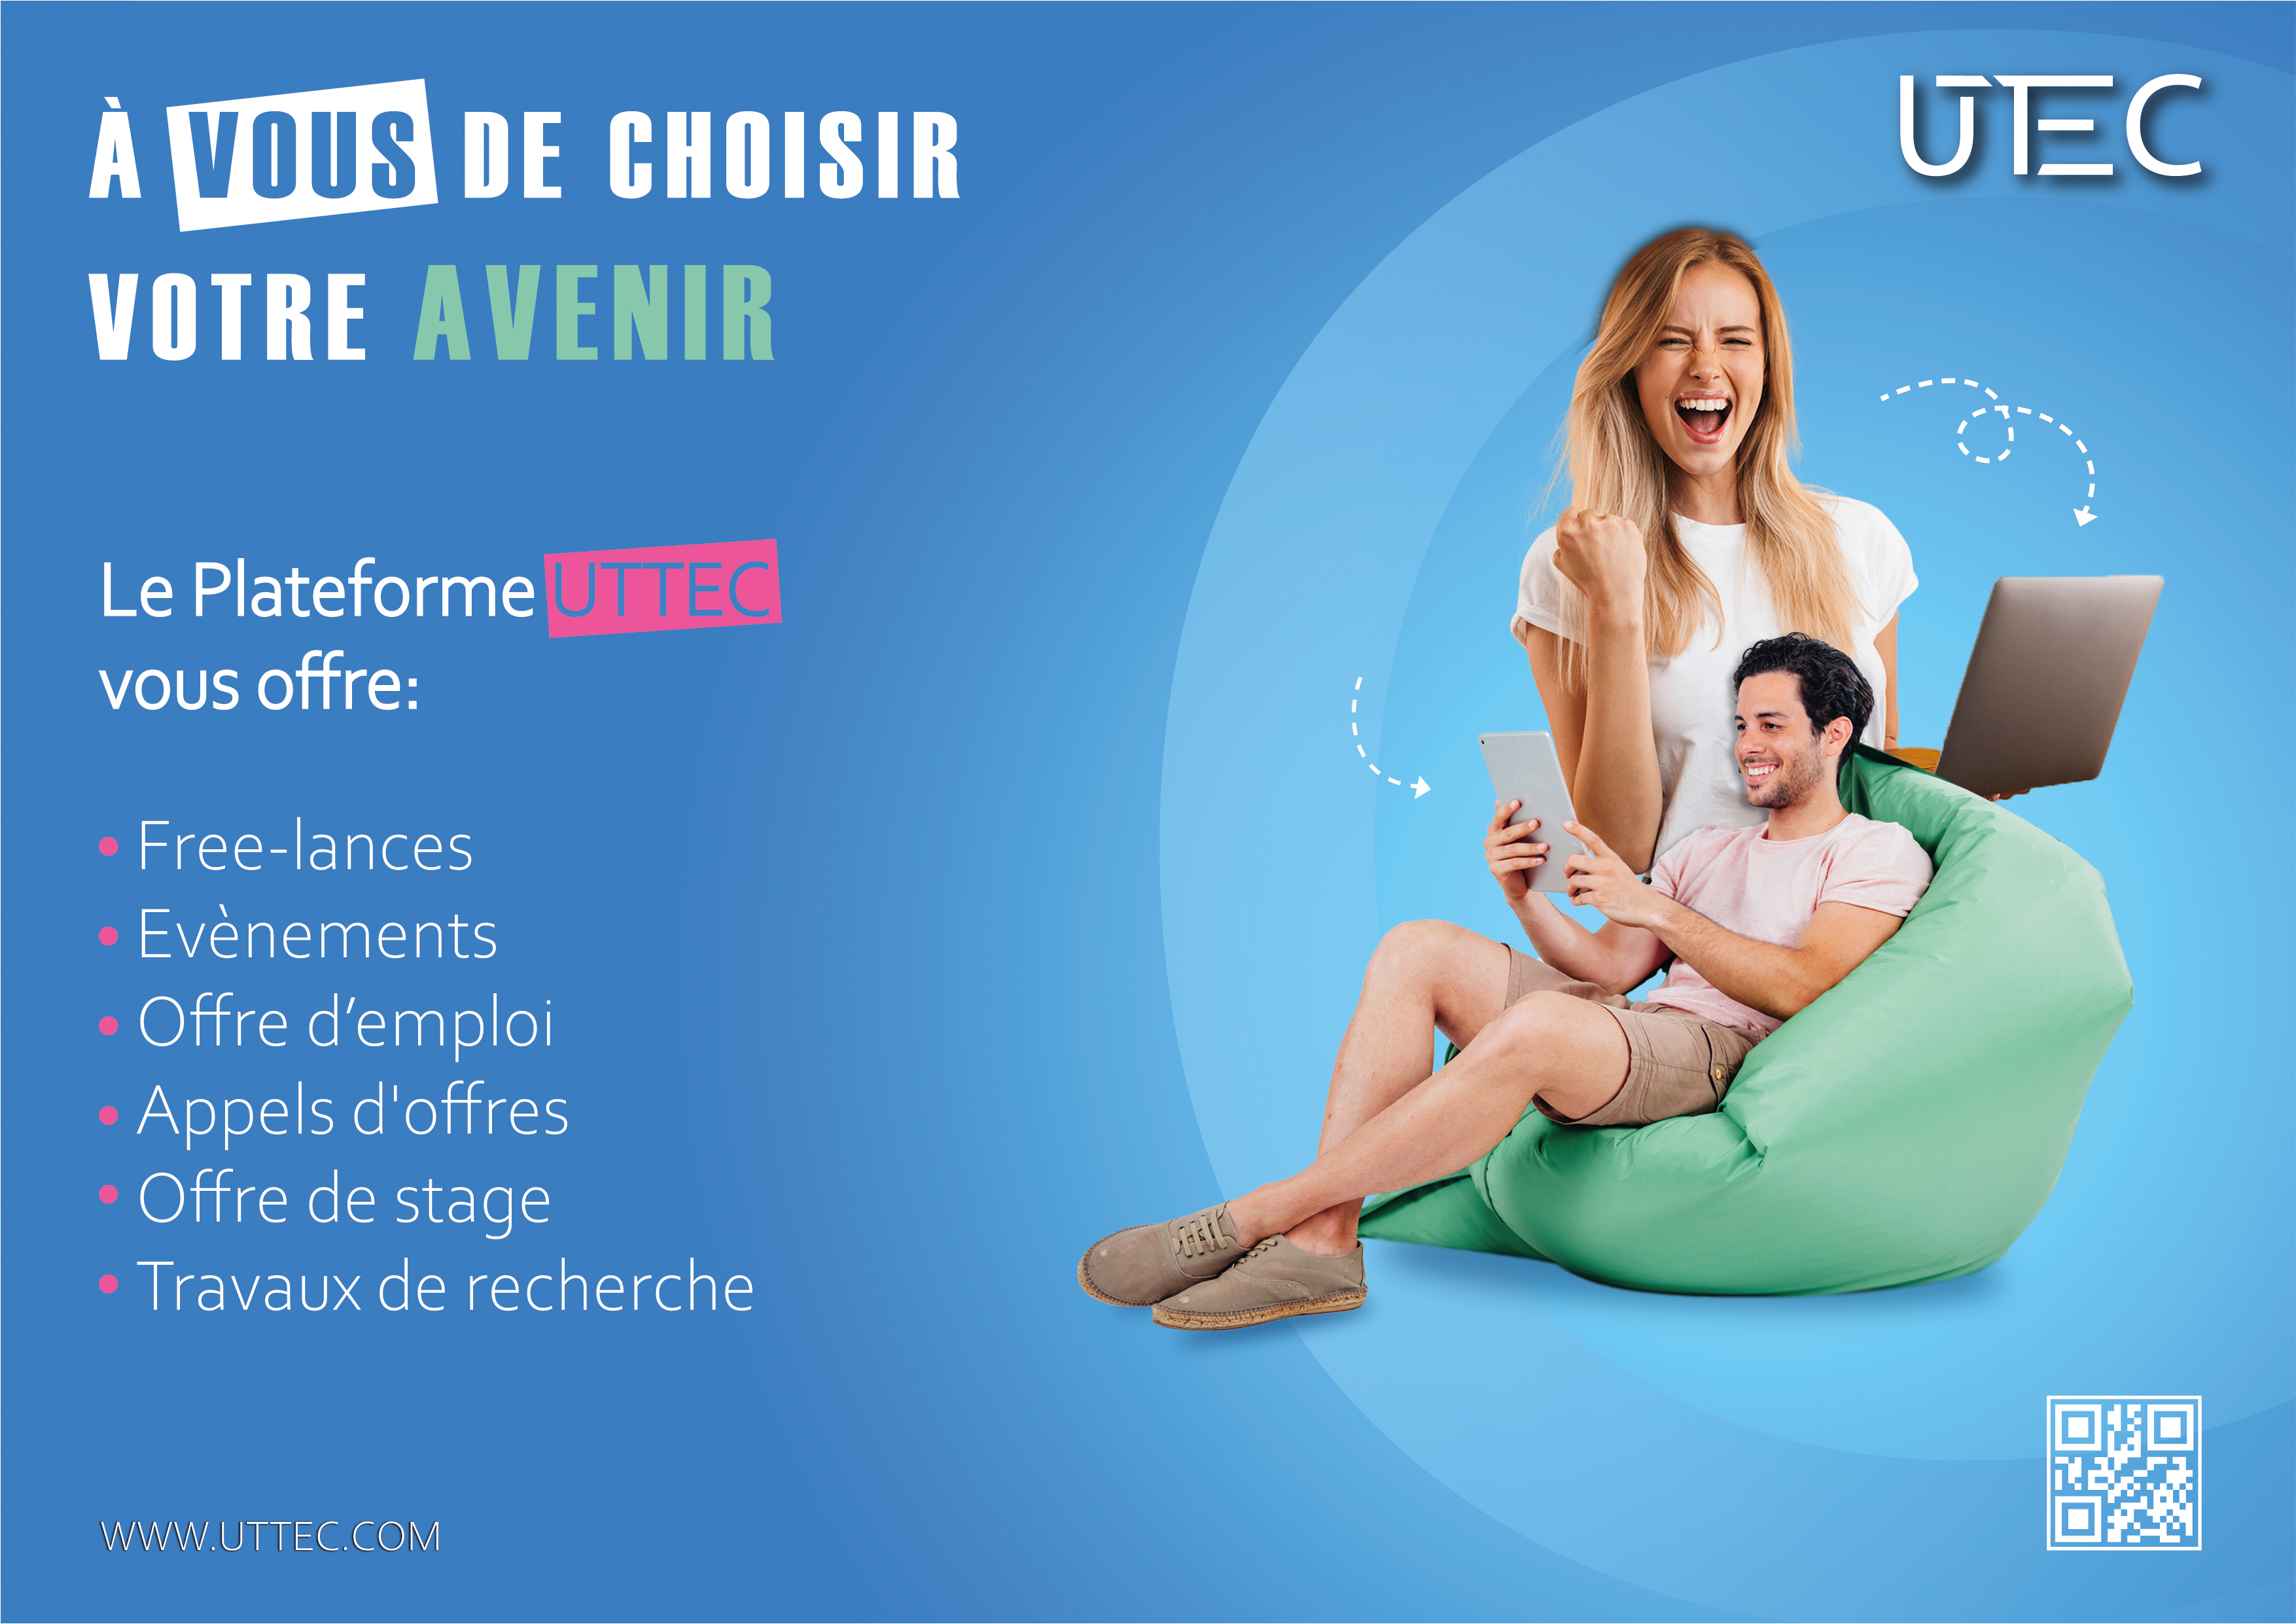 À VOUS DE CHOISIR
VOTRE AVENIR
UTEC
Le Plateforme UTTEC
vous offre:
• Free-lances
• Evènements
• Offre d’emploi
• Appels d'offres
• Offre de stage
• Travaux de recherche
WWW.UTTEC.COM